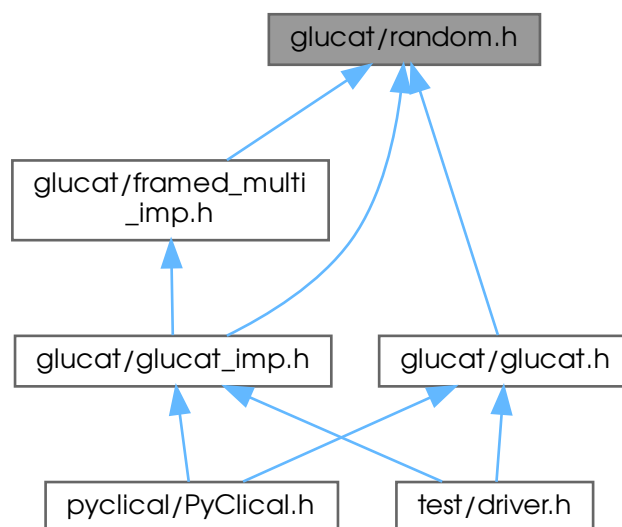 glucat/random.h
glucat/framed_multi
_imp.h
glucat/glucat_imp.h
glucat/glucat.h
pyclical/PyClical.h
test/driver.h